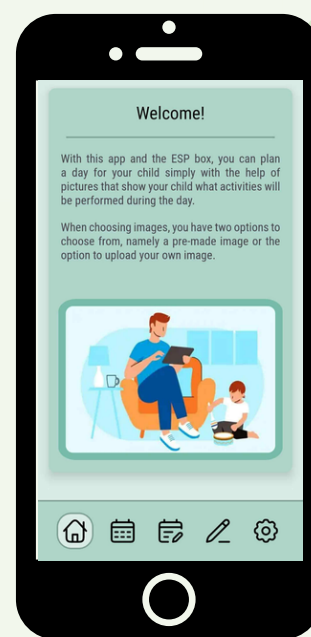 Welcome!
With this app and the ESP box, you can plan
a day for your child simply with the help of
pictures that show your child what activities will
be performed during the day.
When choosing images, you have two options to
choose from, namely a pre-made image or the
option to upload your own image.